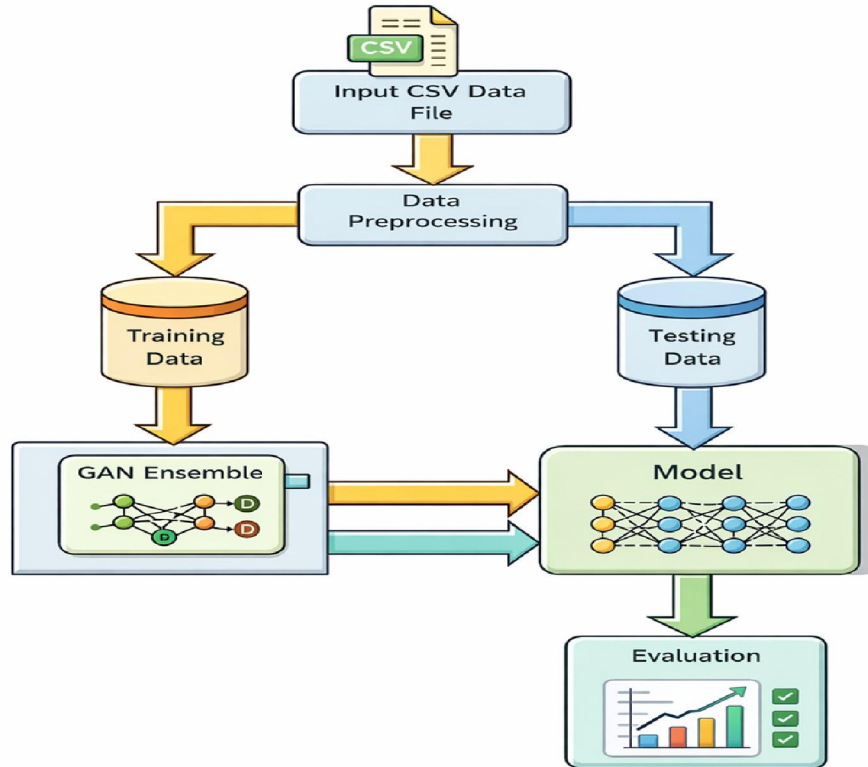 CSV
Input CSV Data
File
Data
Preprocessing
Training
Data
Testing
Data
GAN Ensemble
D
D
D
Model
Evaluation